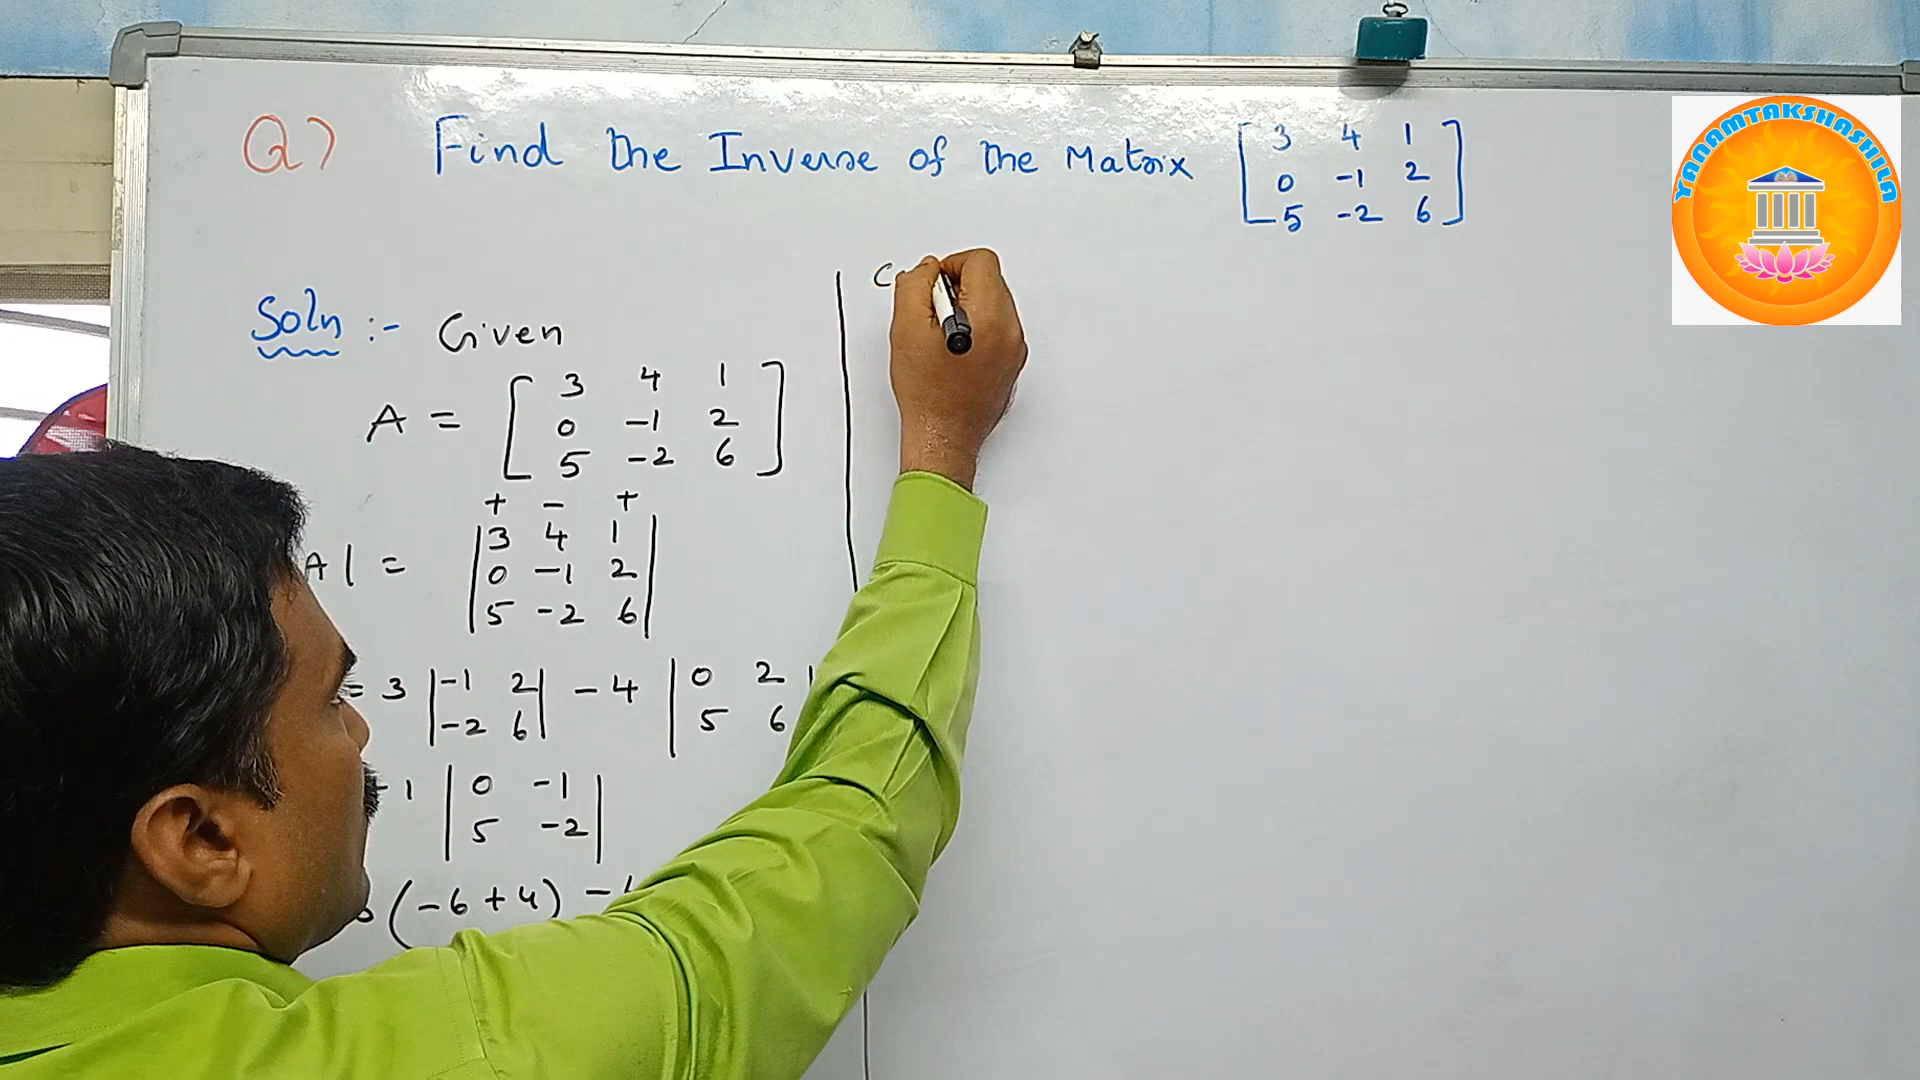 Q7 Find the Inverse of the Matrix [ 3 4 1
0 -1 2
5 -2 6 ]
YANAMTAKSHASHILA
Soln :- Given
A = [ 3 4 1
0 -1 2
5 -2 6 ]
+ - +
A| = | 3 4 1
0 -1 2
5 -2 6 |
= 3 | -1 2 | - 4 | 0 2
-2 6 5 6
1 | 0 -1 |
5 -2
(-6+4) -
C